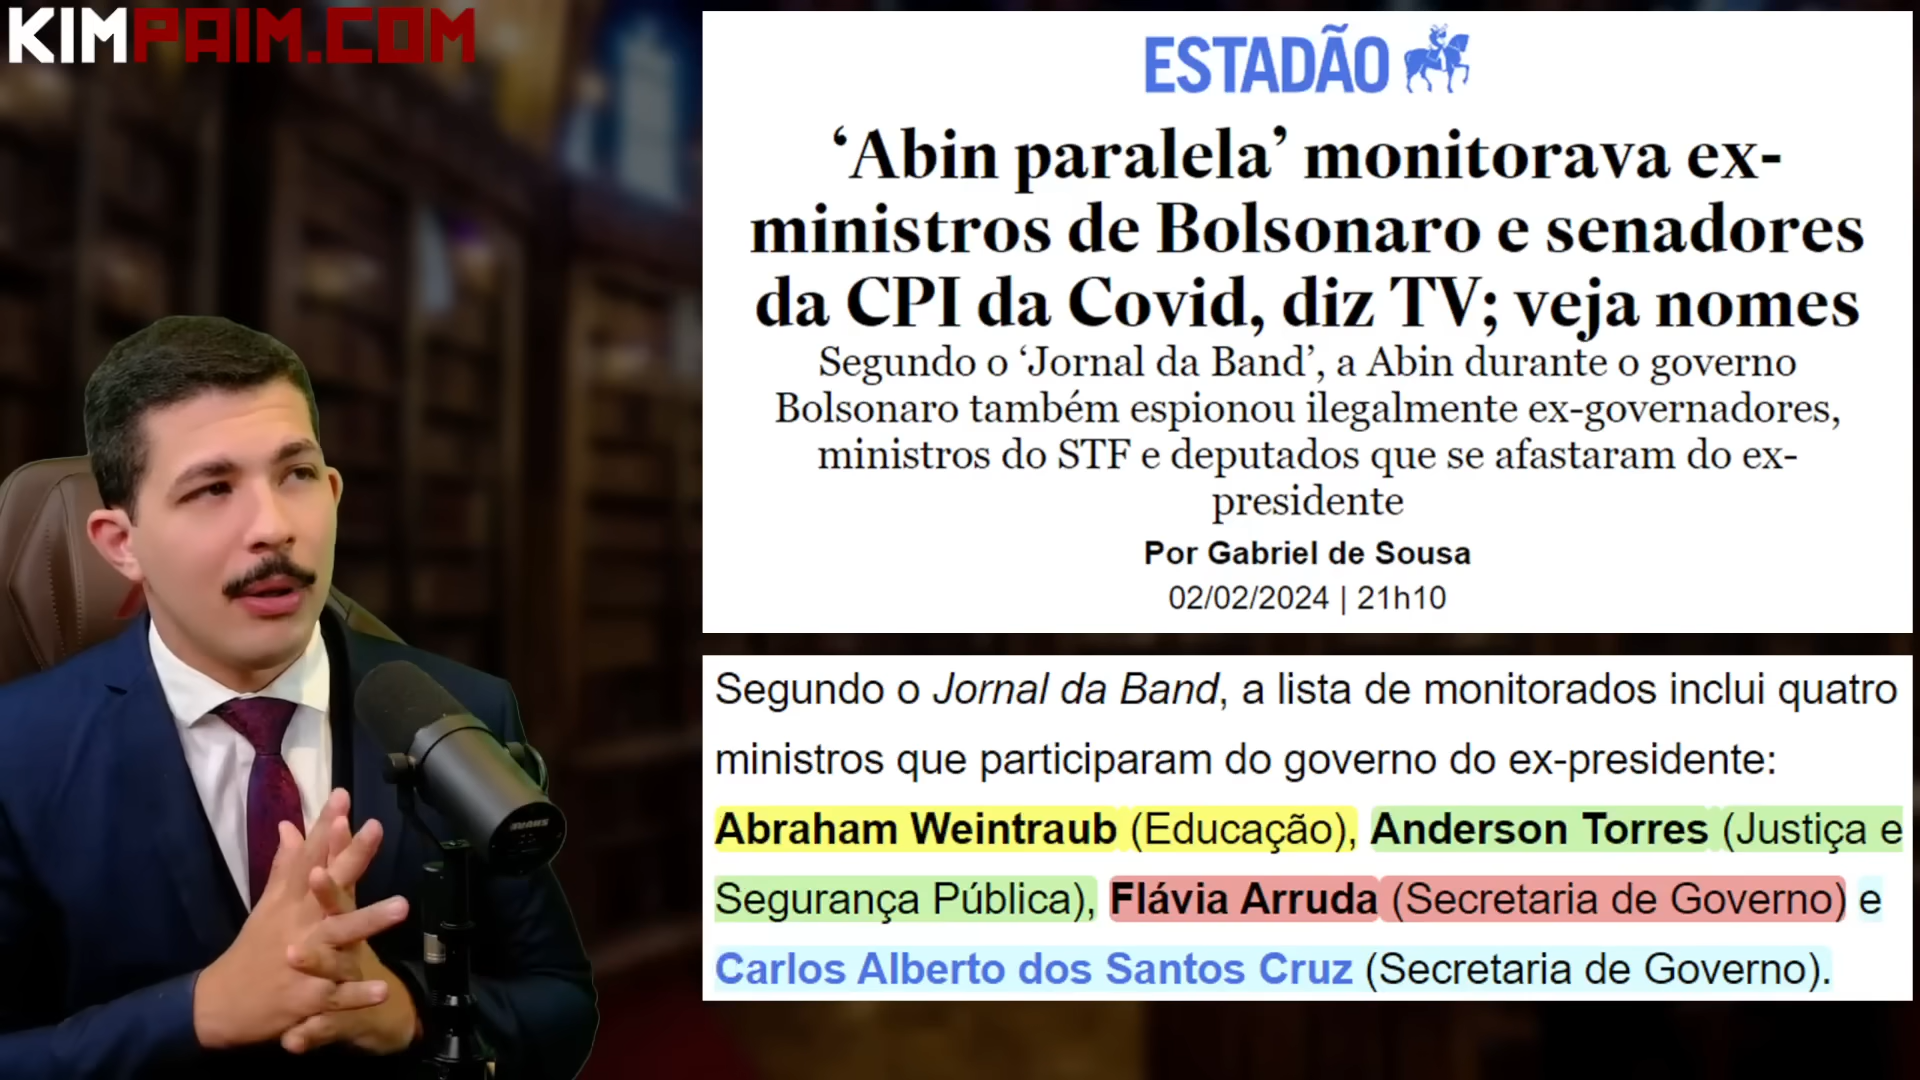 KIMPAIM.COM
ESTADÃO
‘Abin paralela’ monitorava ex-
ministros de Bolsonaro e senadores
da CPI da Covid, diz TV; veja nomes
Segundo o ‘Jornal da Band’, a Abin durante o governo
Bolsonaro também espionou ilegalmente ex-governadores,
ministros do STF e deputados que se afastaram do ex-
presidente
Por Gabriel de Sousa
02/02/2024 | 21h10
Segundo o Jornal da Band, a lista de monitorados inclui quatro
ministros que participaram do governo do ex-presidente:
Abraham Weintraub (Educação), Anderson Torres (Justiça e
Segurança Pública), Flávia Arruda (Secretaria de Governo) e
Carlos Alberto dos Santos Cruz (Secretaria de Governo).